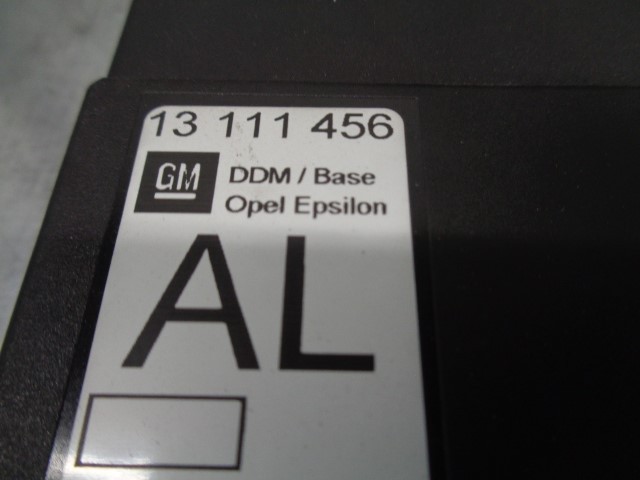 13 111 456
GM DDM / Base
Opel Epsilon
AL